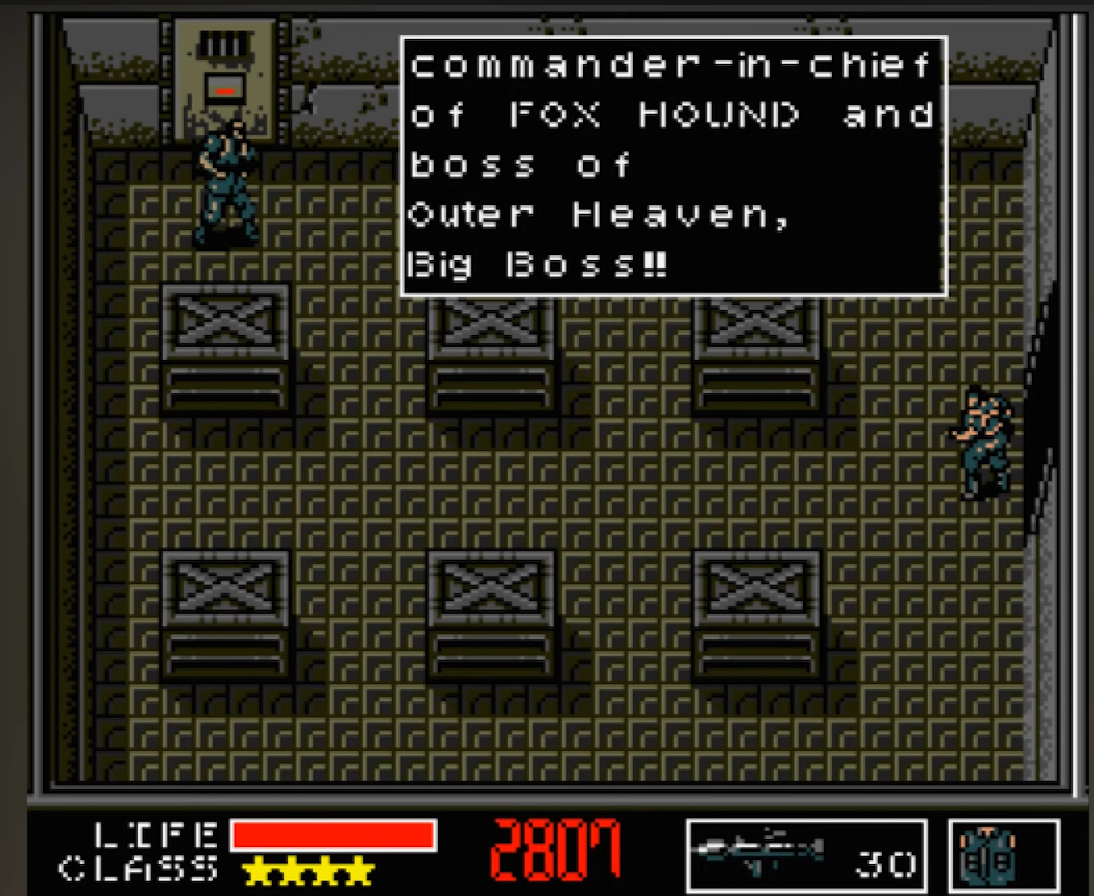 commander-in-chief
of FOX HOUND and
boss of
Outer Heaven,
Big Boss!!
LIFE
CLASS
2807
30